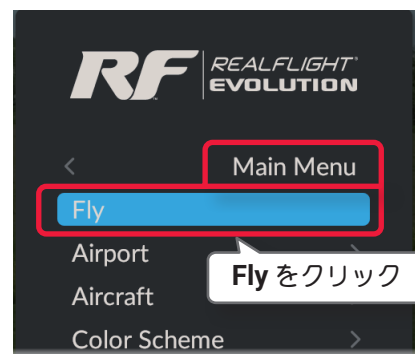 RF REALFLIGHT
EVOLUTION
< Main Menu
Fly
Airport >
Fly をクリック
Aircraft
Color Scheme >